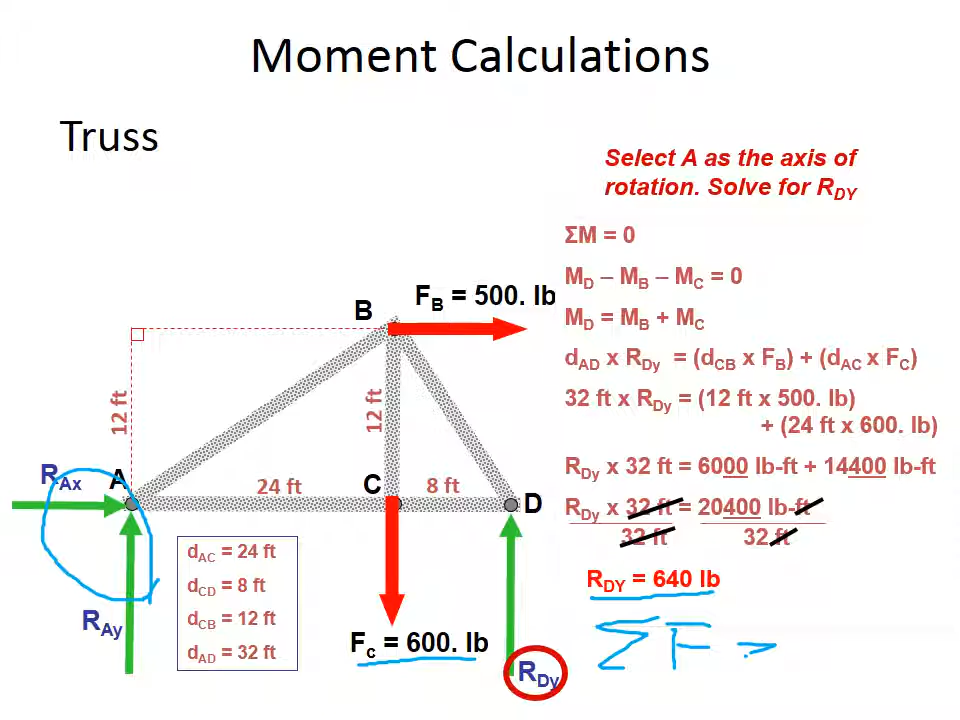 Moment Calculations
Truss
Select A as the axis of
rotation. Solve for RDY
ΣM = 0
MD – MB – MC = 0
MD = MB + MC
dAD x RDy = (dCB x FB) + (dAC x FC)
32 ft x RDy = (12 ft x 500. lb)
+ (24 ft x 600. lb)
RDy x 32 ft = 6000 lb-ft + 14400 lb-ft
RDy x 32 ft = 20400 lb-ft
32 ft 32 ft
RDY = 640 lb
ΣF =
B
FB = 500. lb
12 ft
12 ft
RAx
A
24 ft
C
8 ft
D
dAC = 24 ft
dCD = 8 ft
dCB = 12 ft
dAD = 32 ft
RAy
Fc = 600. lb
RDy